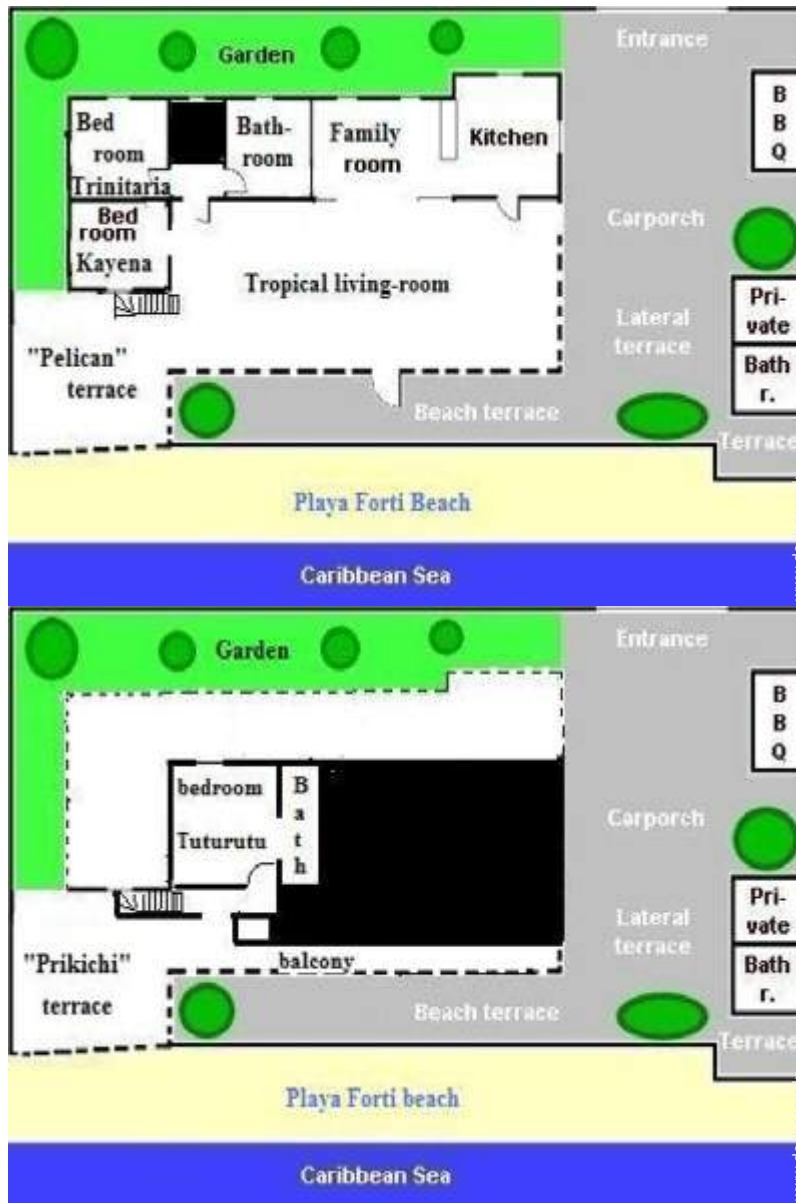 Entrance
Garden
B
B
Q
Bed
room
Trinitaria
Bath-
room
Family
room
Kitchen
Bed
room
Kayena
Carporch
Tropical living-room
Pri-
vate
Lateral
terrace
"Pelican"
terrace
Bath
r.
Beach terrace
Terrace
Playa Forti Beach
Caribbean Sea
Entrance
Garden
B
B
Q
bedroom
Tuturutu
B
a
t
h
Carporch
Pri-
vate
Lateral
terrace
"Prikichi"
terrace
balcony
Bath
r.
Beach terrace
Terrace
Playa Forti beach
Caribbean Sea